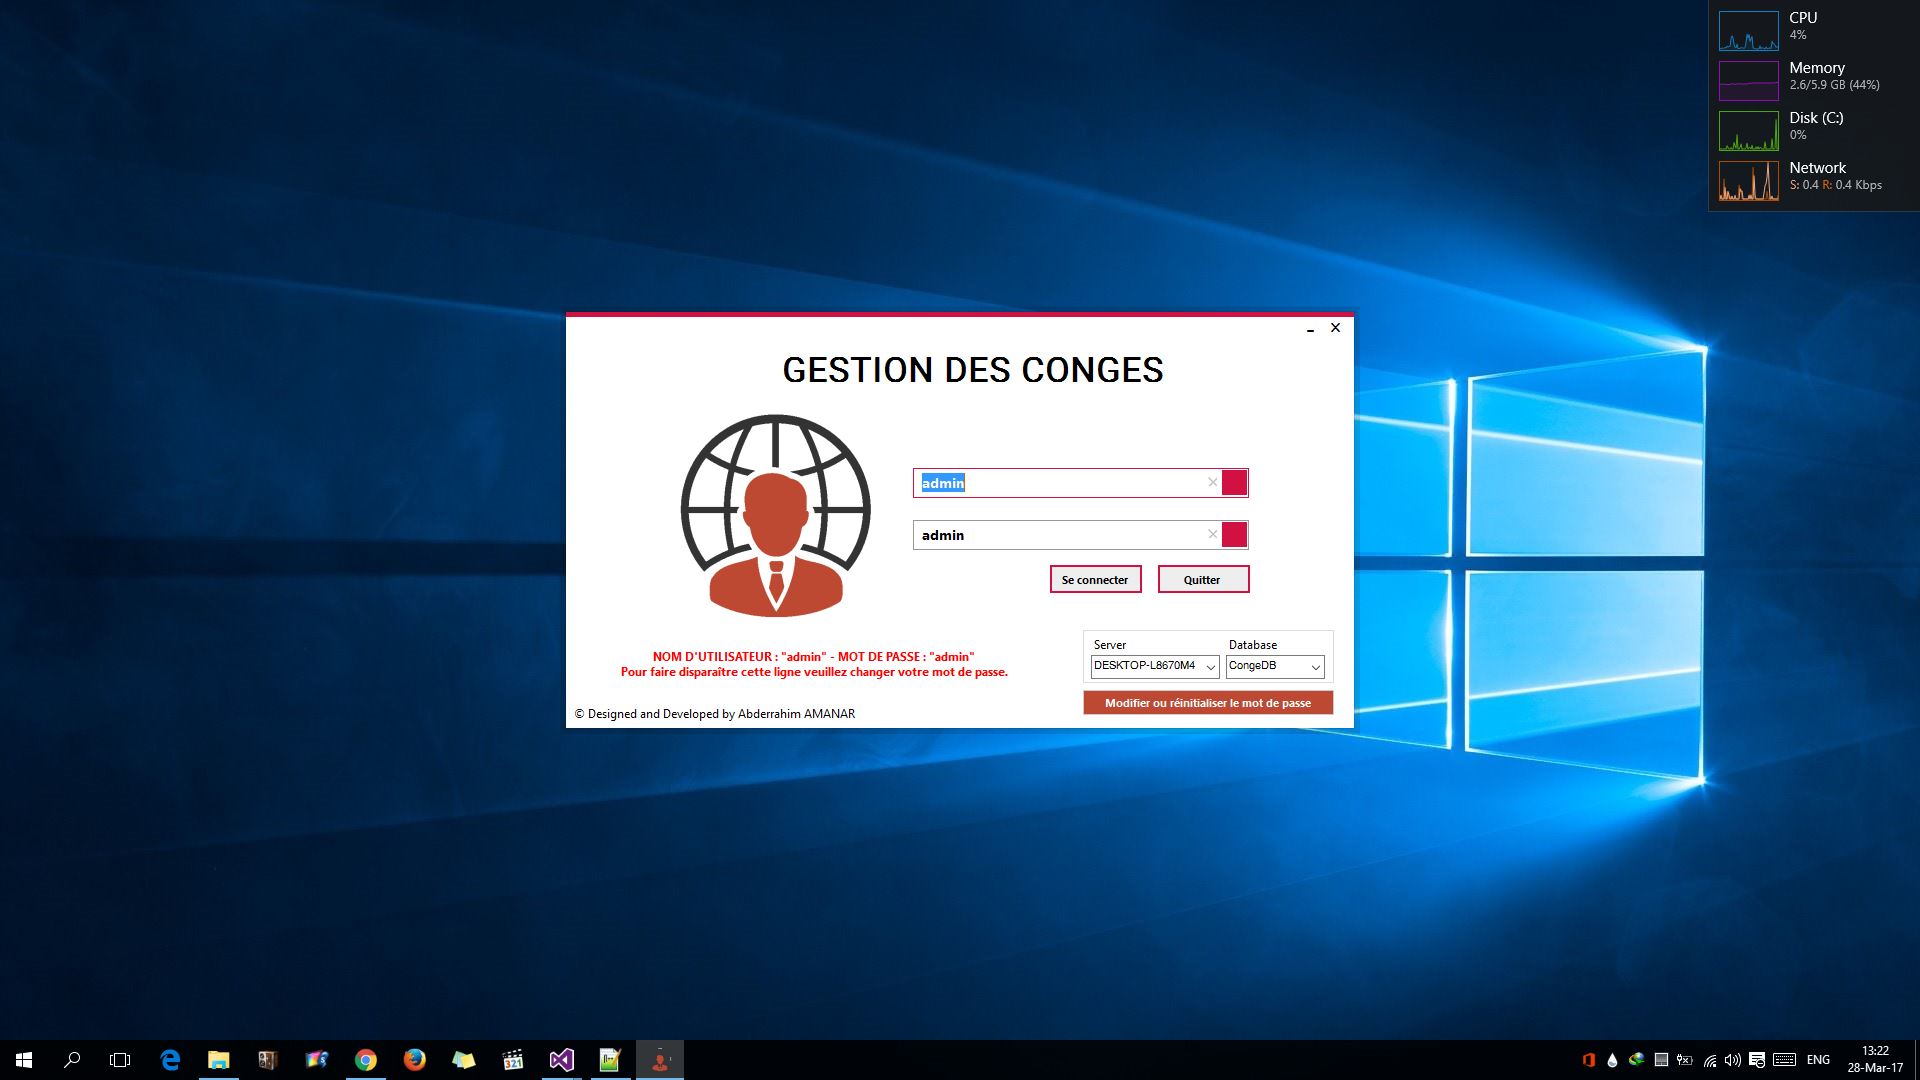 CPU
4%
Memory
2.6/5.9 GB (44%)
Disk (C:)
0%
Network
S: 0.4 R: 0.4 Kbps
GESTION DES CONGES
admin
admin
Se connecter
Quitter
Server
Database
DESKTOP-L8670M4
CongeDB
NOM D'UTILISATEUR : "admin" - MOT DE PASSE : "admin"
Pour faire disparaître cette ligne veuillez changer votre mot de passe.
Modifier ou réinitialiser le mot de passe
© Designed and Developed by Abderrahim AMANAR
321
ENG
13:22
28-Mar-17